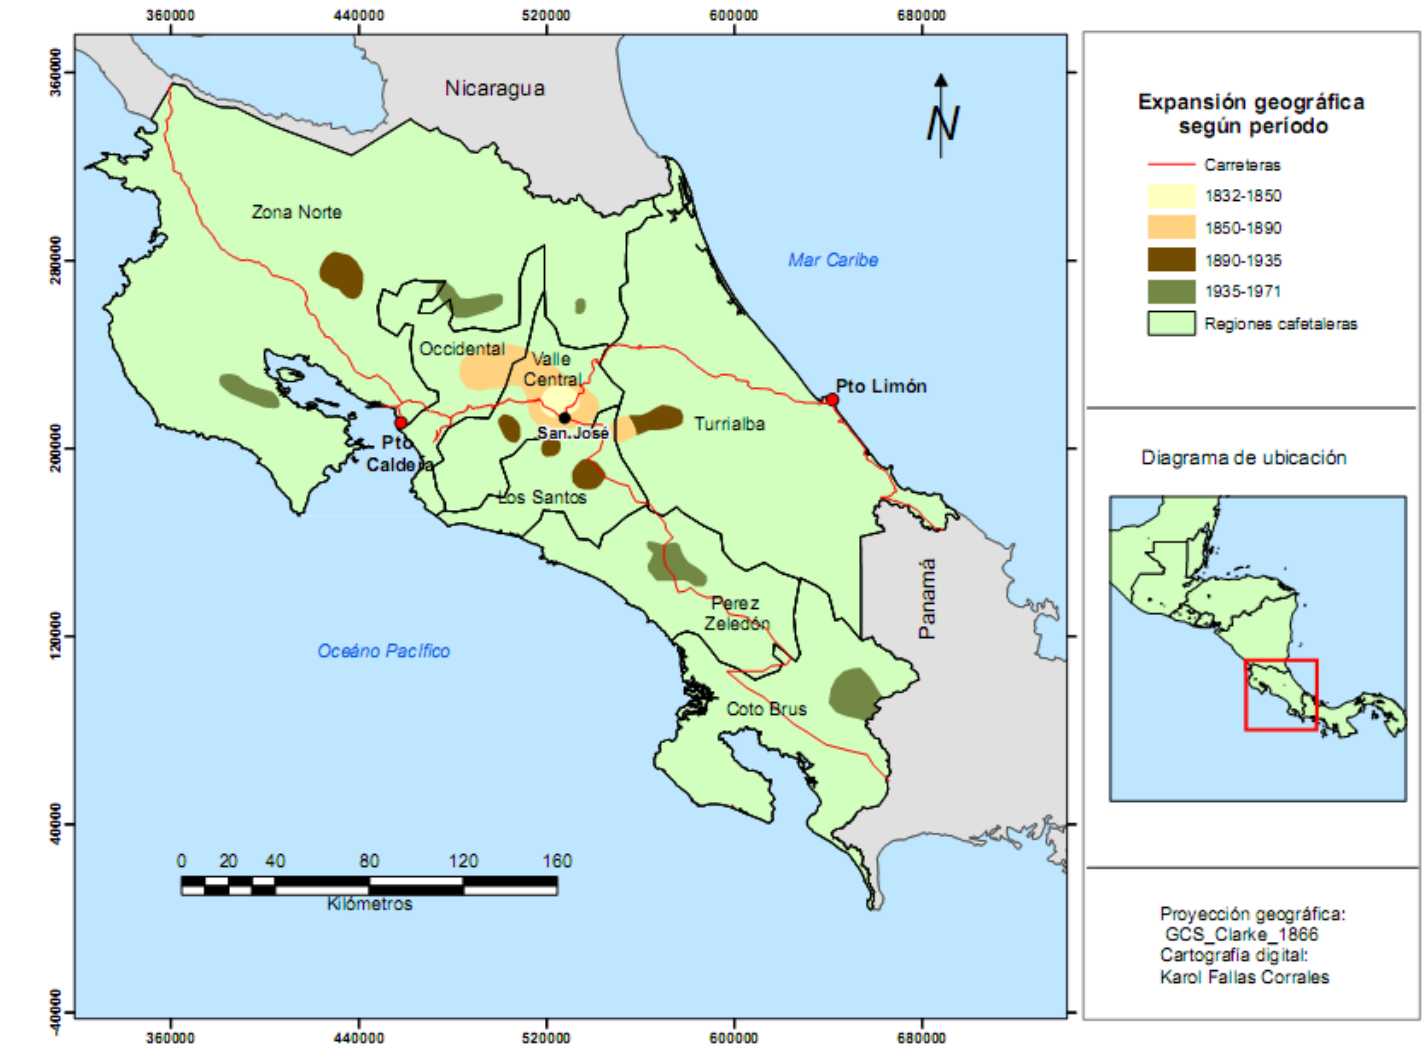 360000
440000
520000
600000
680000
360000
280000
200000
120000
40000
-40000
Nicaragua
N
Zona Norte
Mar Caribe
Occidental
Valle
Central
Pto Limón
San José
Turrialba
Pto
Caldera
Los Santos
Panamá
Perez
Zeledón
Oceáno Pacífico
Coto Brus
0 20 40 80 120 160
Kilómetros
360000
440000
520000
600000
680000
Expansión geográfica
según período
Carreteras
1832-1850
1850-1890
1890-1935
1935-1971
Regiones cafetaleras
Diagrama de ubicación
Proyección geográfica:
GCS_Clarke_1866
Cartografía digital:
Karol Fallas Corrales